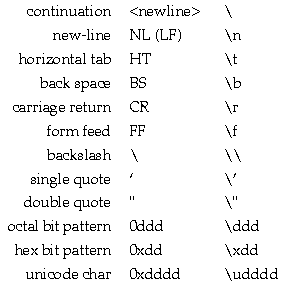 continuation <newline> \
new-line NL (LF) \n
horizontal tab HT \t
back space BS \b
carriage return CR \r
form feed FF \f
backslash \ \\
single quote ‘ \’
double quote " \"
octal bit pattern 0ddd \ddd
hex bit pattern 0xdd \xdd
unicode char 0xdddd \udddd